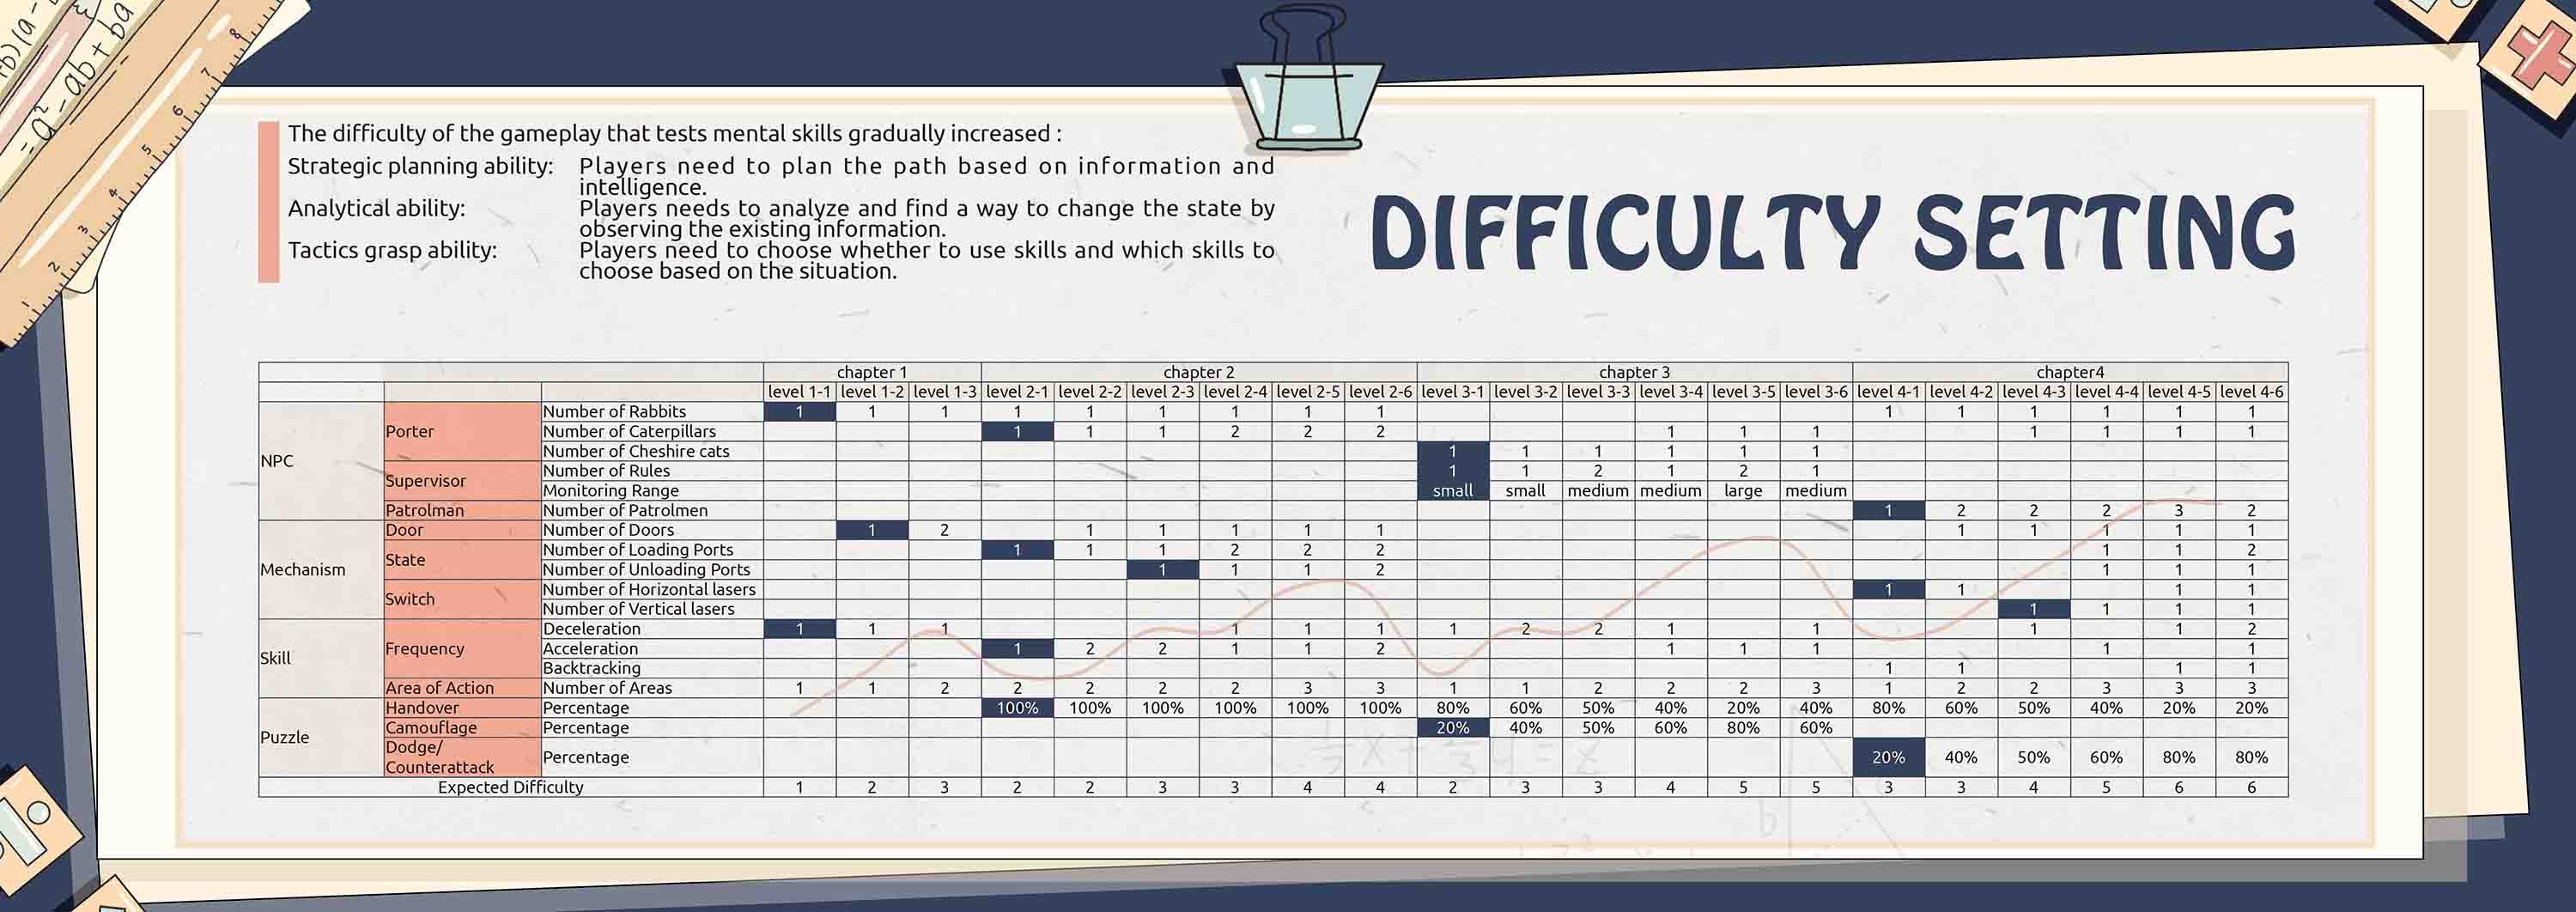 The difficulty of the gameplay that tests mental skills gradually increased :
Strategic planning ability: Players need to plan the path based on information and
intelligence.
Analytical ability: Players needs to analyze and find a way to change the state by
observing the existing information.
Tactics grasp ability: Players need to choose whether to use skills and which skills to
choose based on the situation.
DIFFICULTY SETTING
chapter 1 chapter 2 chapter 3 chapter4
level 1-1 level 1-2 level 1-3 level 2-1 level 2-2 level 2-3 level 2-4 level 2-5 level 2-6 level 3-1 level 3-2 level 3-3 level 3-4 level 3-5 level 3-6 level 4-1 level 4-2 level 4-3 level 4-4 level 4-5 level 4-6
NPC Porter Number of Rabbits 1 1 1 1 1 1 1 1 1 1 1 1 1 1 1
Number of Caterpillars 1 1 1 2 2 2 1 1 1 1 1 1 1
Number of Cheshire cats 1 1 1 1 1 1
Supervisor Number of Rules 1 1 2 1 2 1
Monitoring Range small small medium medium large medium
Patrolman Number of Patrolmen 1 2 2 2 3 2
Mechanism Door Number of Doors 1 2 1 1 1 1 1 1 1 1 1 1
State Number of Loading Ports 1 1 1 2 2 2 1 1 2
Number of Unloading Ports 1 1 1 2 1 1 1
Switch Number of Horizontal lasers 1 1 1 1
Number of Vertical lasers 1 1 1 1
Skill Frequency Deceleration 1 1 1 1 1 1 1 2 2 1 1 1 1 2
Acceleration 1 2 2 1 1 2 1 1 1 1 1
Backtracking 1 1 1 1
Area of Action Number of Areas 1 1 2 2 2 2 2 3 3 1 1 2 2 2 3 1 2 2 3 3 3
Puzzle Handover Percentage 100% 100% 100% 100% 100% 100% 80% 60% 50% 40% 20% 40% 80% 60% 50% 40% 20% 20%
Camouflage Percentage 20% 40% 50% 60% 80% 60%
Dodge/
Counterattack Percentage 20% 40% 50% 60% 80% 80%
Expected Difficulty 1 2 3 2 2 3 3 4 4 2 3 3 4 5 5 3 3 4 5 6 6